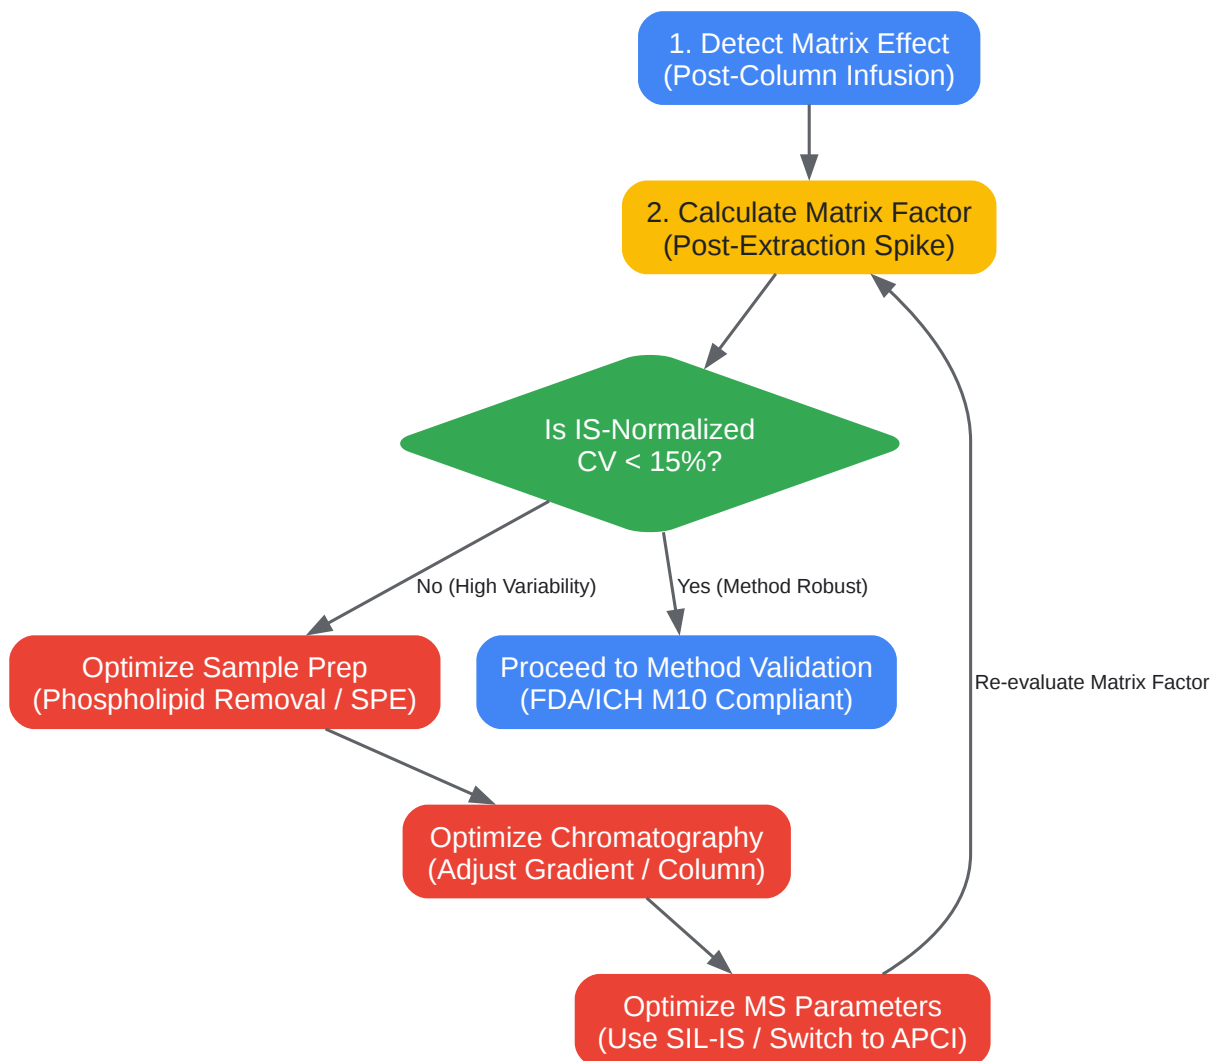 1. Detect Matrix Effect
(Post-Column Infusion)
2. Calculate Matrix Factor
(Post-Extraction Spike)
Is IS-Normalized
CV < 15%?
No (High Variability)
Yes (Method Robust)
Optimize Sample Prep
(Phospholipid Removal / SPE)
Proceed to Method Validation
(FDA/ICH M10 Compliant)
Re-evaluate Matrix Factor
Optimize Chromatography
(Adjust Gradient / Column)
Optimize MS Parameters
(Use SIL-IS / Switch to APCI)